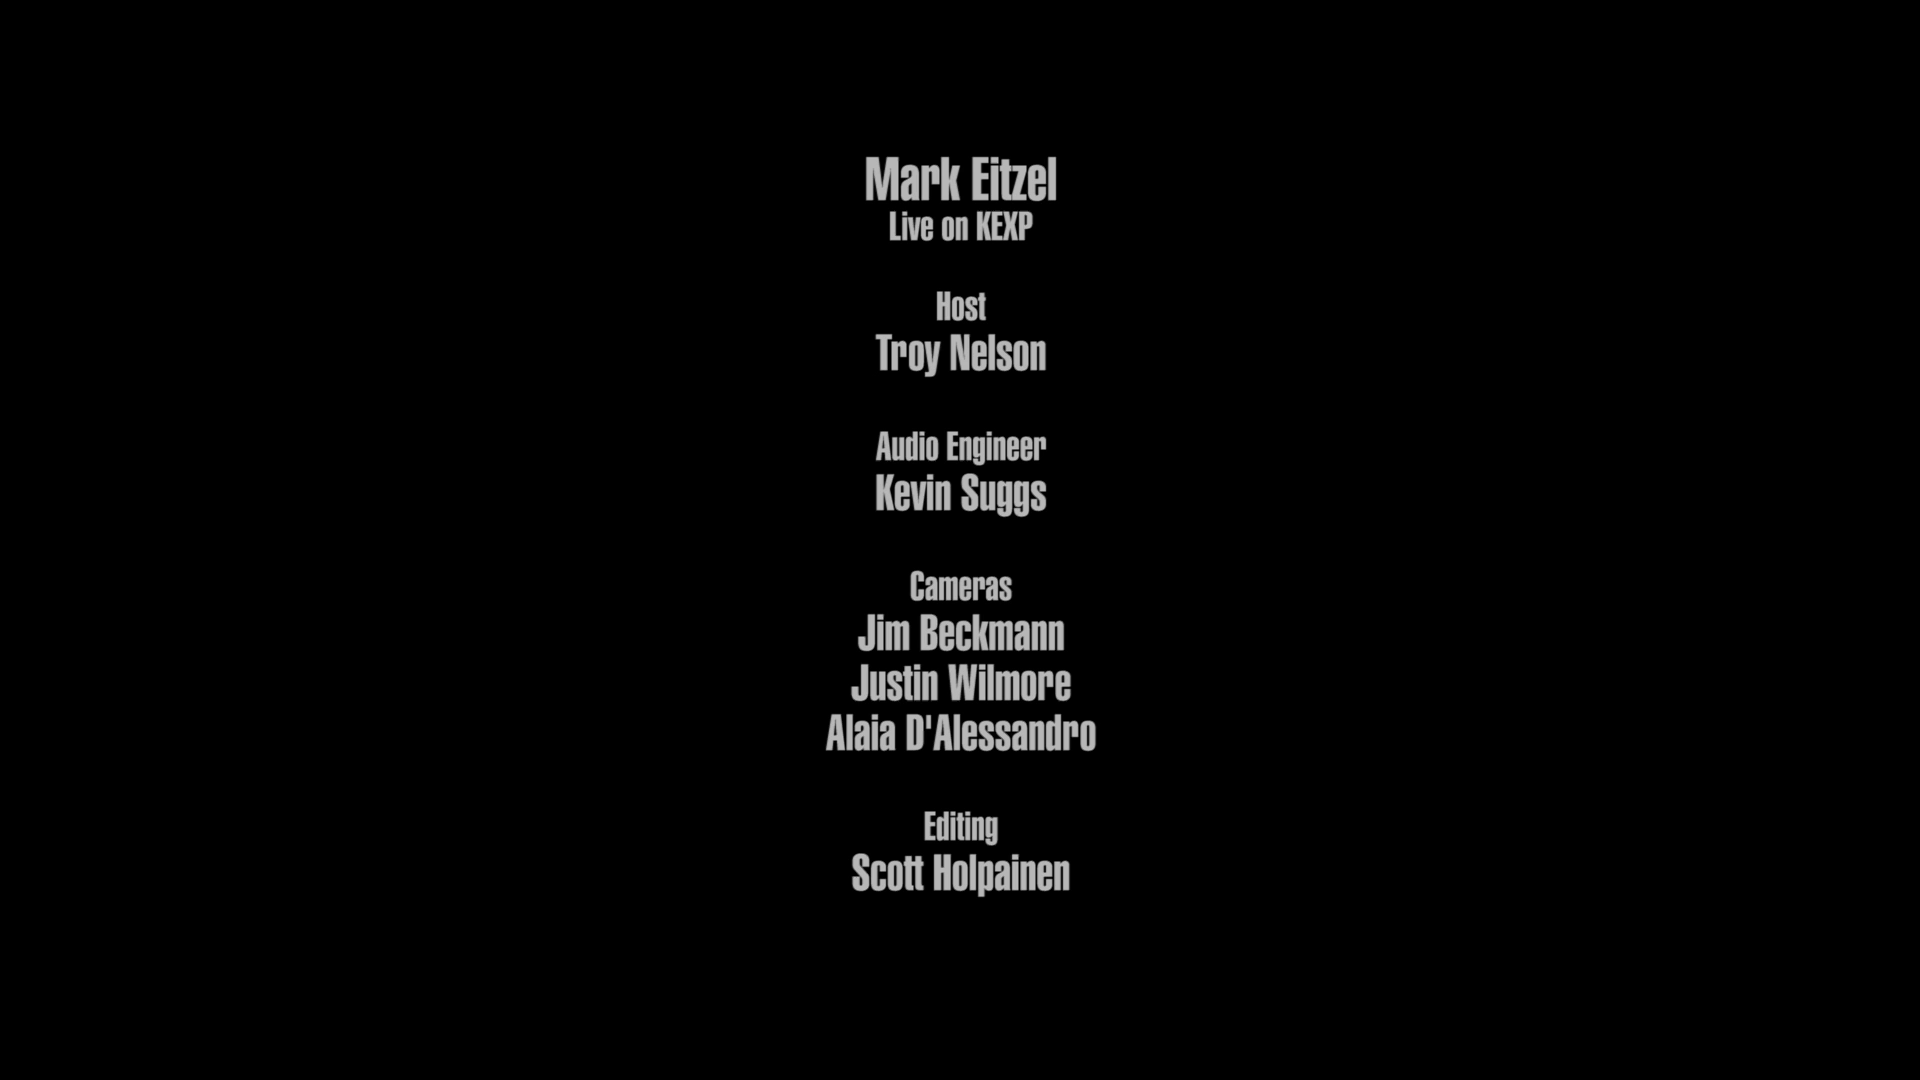 Mark Eitzel
Live on KEXP
Host
Troy Nelson
Audio Engineer
Kevin Suggs
Cameras
Jim Beckmann
Justin Wilmore
Alaia D'Alessandro
Editing
Scott Holpainen